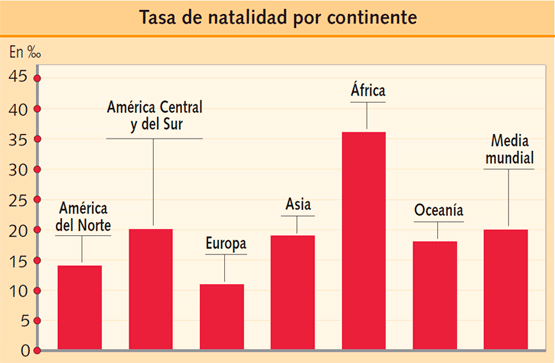 Tasa de natalidad por continente
En ‰
45
40
35
30
25
20
15
10
5
0
América
del Norte
América Central
y del Sur
Europa
Asia
África
Oceanía
Media
mundial